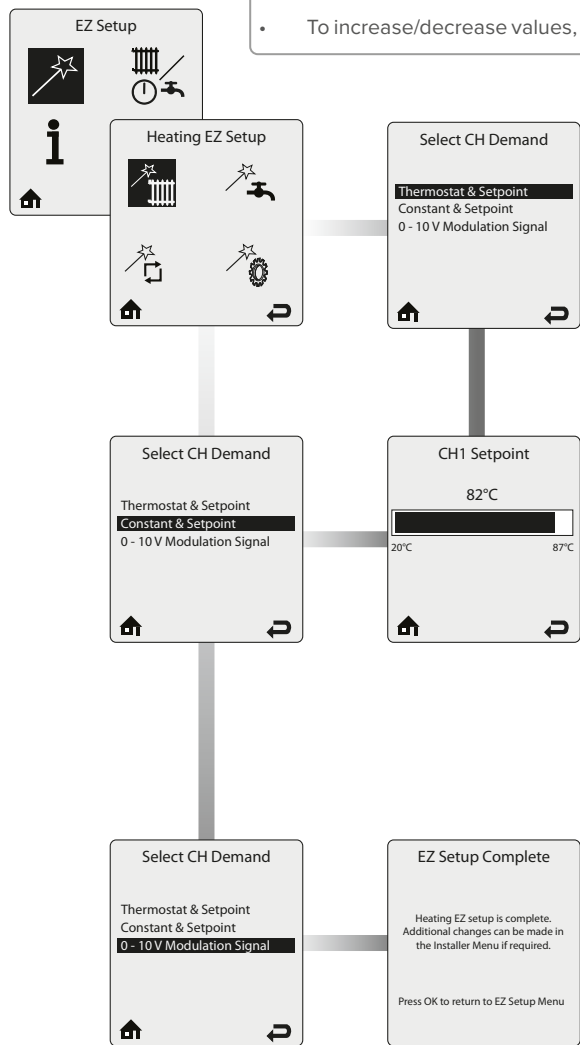 • To increase/decrease values,
EZ Setup
Heating EZ Setup
Select CH Demand
Thermostat & Setpoint
Constant & Setpoint
0 - 10 V Modulation Signal
Select CH Demand
Thermostat & Setpoint
Constant & Setpoint
0 - 10 V Modulation Signal
CH1 Setpoint
82°C
20°C 87°C
Select CH Demand
Thermostat & Setpoint
Constant & Setpoint
0 - 10 V Modulation Signal
EZ Setup Complete
Heating EZ setup is complete.
Additional changes can be made in
the Installer Menu if required.
Press OK to return to EZ Setup Menu